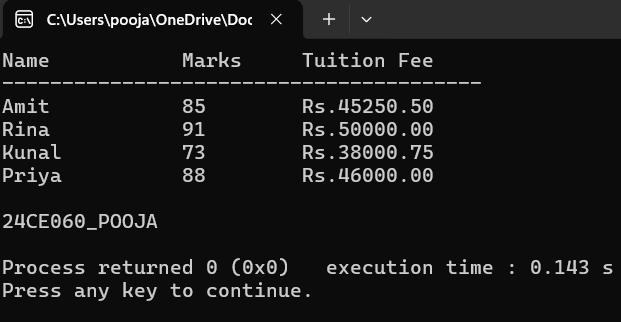 C:\Users\pooja\OneDrive\Doc
Name           Marks     Tuition Fee
----------------------------------------
Amit           85        Rs.45250.50
Rina           91        Rs.50000.00
Kunal          73        Rs.38000.75
Priya          88        Rs.46000.00
24CE060_POOJA
Process returned 0 (0x0)   execution time : 0.143 s
Press any key to continue.